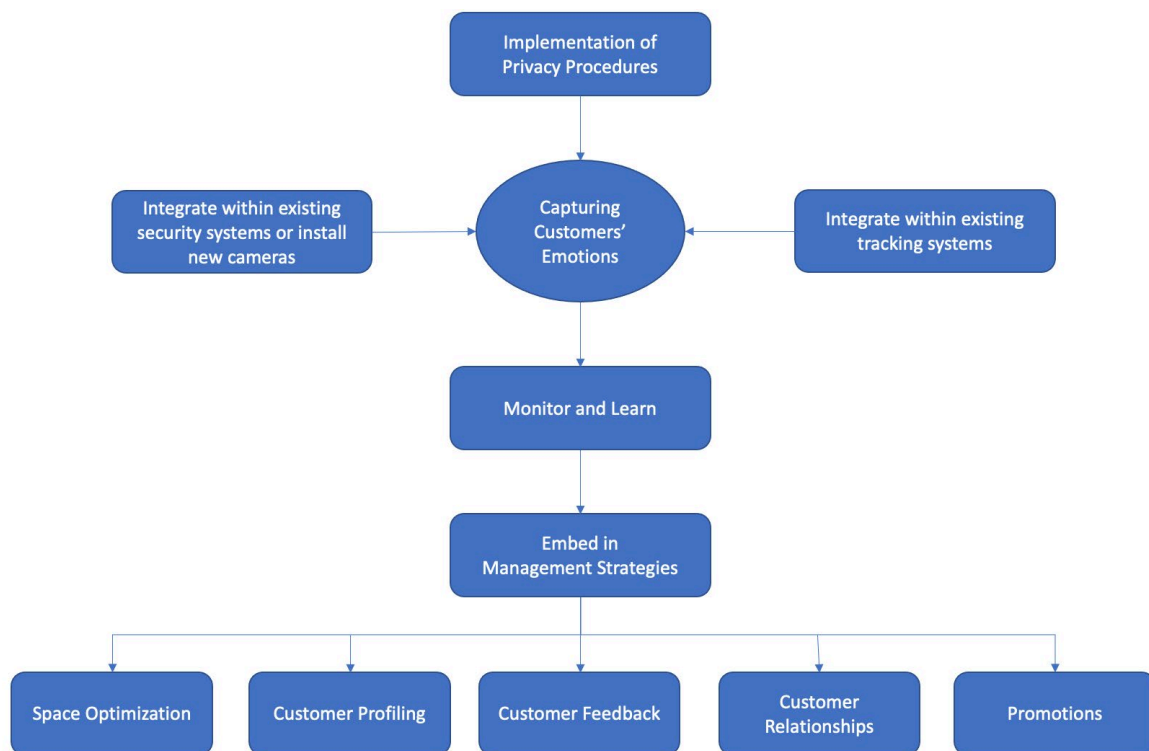 Implementation of
Privacy Procedures
Capturing
Customers’
Emotions
Integrate within existing
security systems or install
new cameras
Integrate within existing
tracking systems
Monitor and Learn
Embed in
Management Strategies
Space Optimization
Customer Profiling
Customer Feedback
Customer
Relationships
Promotions